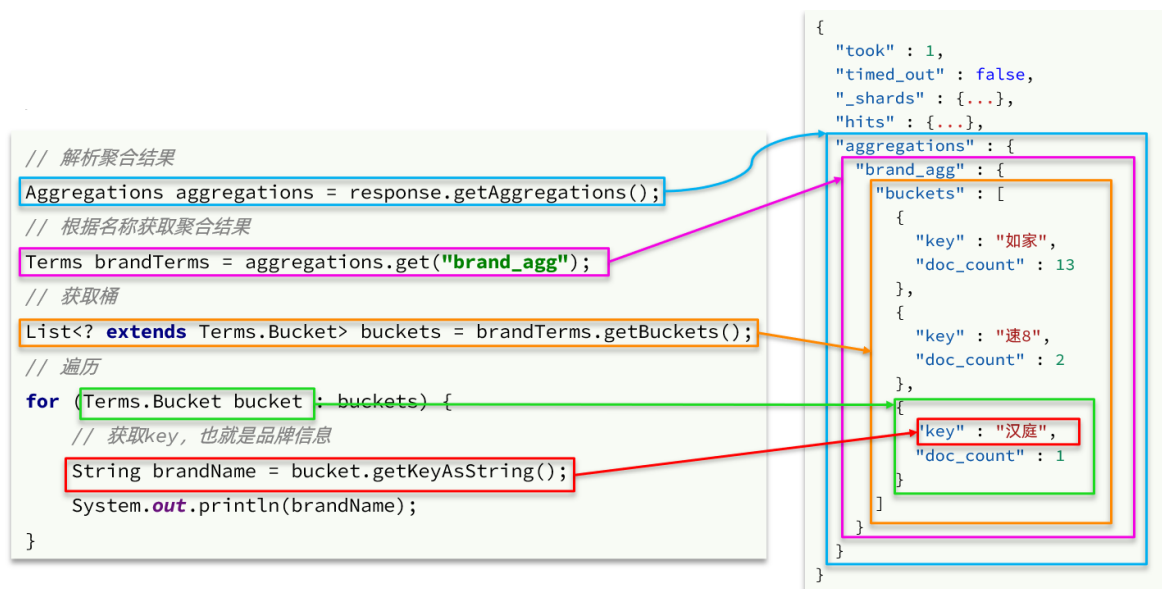 // 解析聚合结果
Aggregations aggregations = response.getAggregations();
// 根据名称获取聚合结果
Terms brandTerms = aggregations.get("brand_agg");
// 获取桶
List<? extends Terms.Bucket> buckets = brandTerms.getBuckets();
// 遍历
for (Terms.Bucket bucket : buckets) {
// 获取key，也就是品牌信息
String brandName = bucket.getKeyAsString();
System.out.println(brandName);
}
{
"took" : 1,
"timed_out" : false,
"_shards" : {...},
"hits" : {...},
"aggregations" : {
"brand_agg" : {
"buckets" : [
{
"key" : "如家",
"doc_count" : 13
},
{
"key" : "速8",
"doc_count" : 2
},
{
"key" : "汉庭",
"doc_count" : 1
}
]
}
}
}